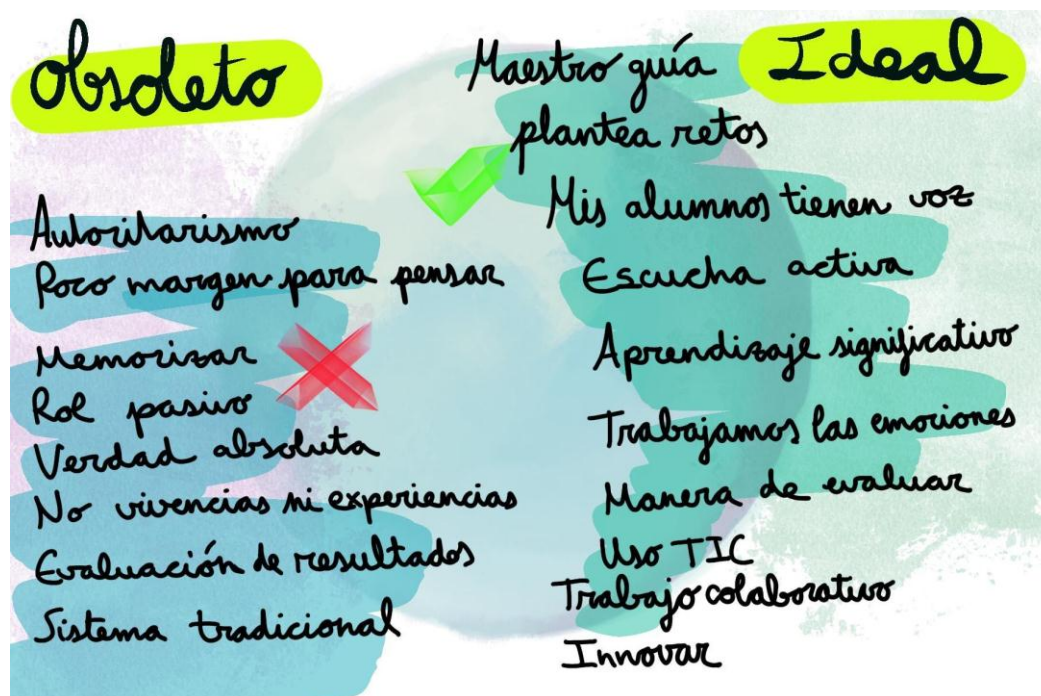 Obsoleto
Autoritarismo
Poco margen para pensar
Memorizar
Rol pasivo
Verdad absoluta
No vivencias ni experiencias
Evaluación de resultados
Sistema tradicional
Ideal
Maestro guía
plantea retos
Mis alumnos tienen voz
Escucha activa
Aprendizaje significativo
Trabajamos las emociones
Manera de evaluar
Uso TIC
Trabajo colaborativo
Innovar